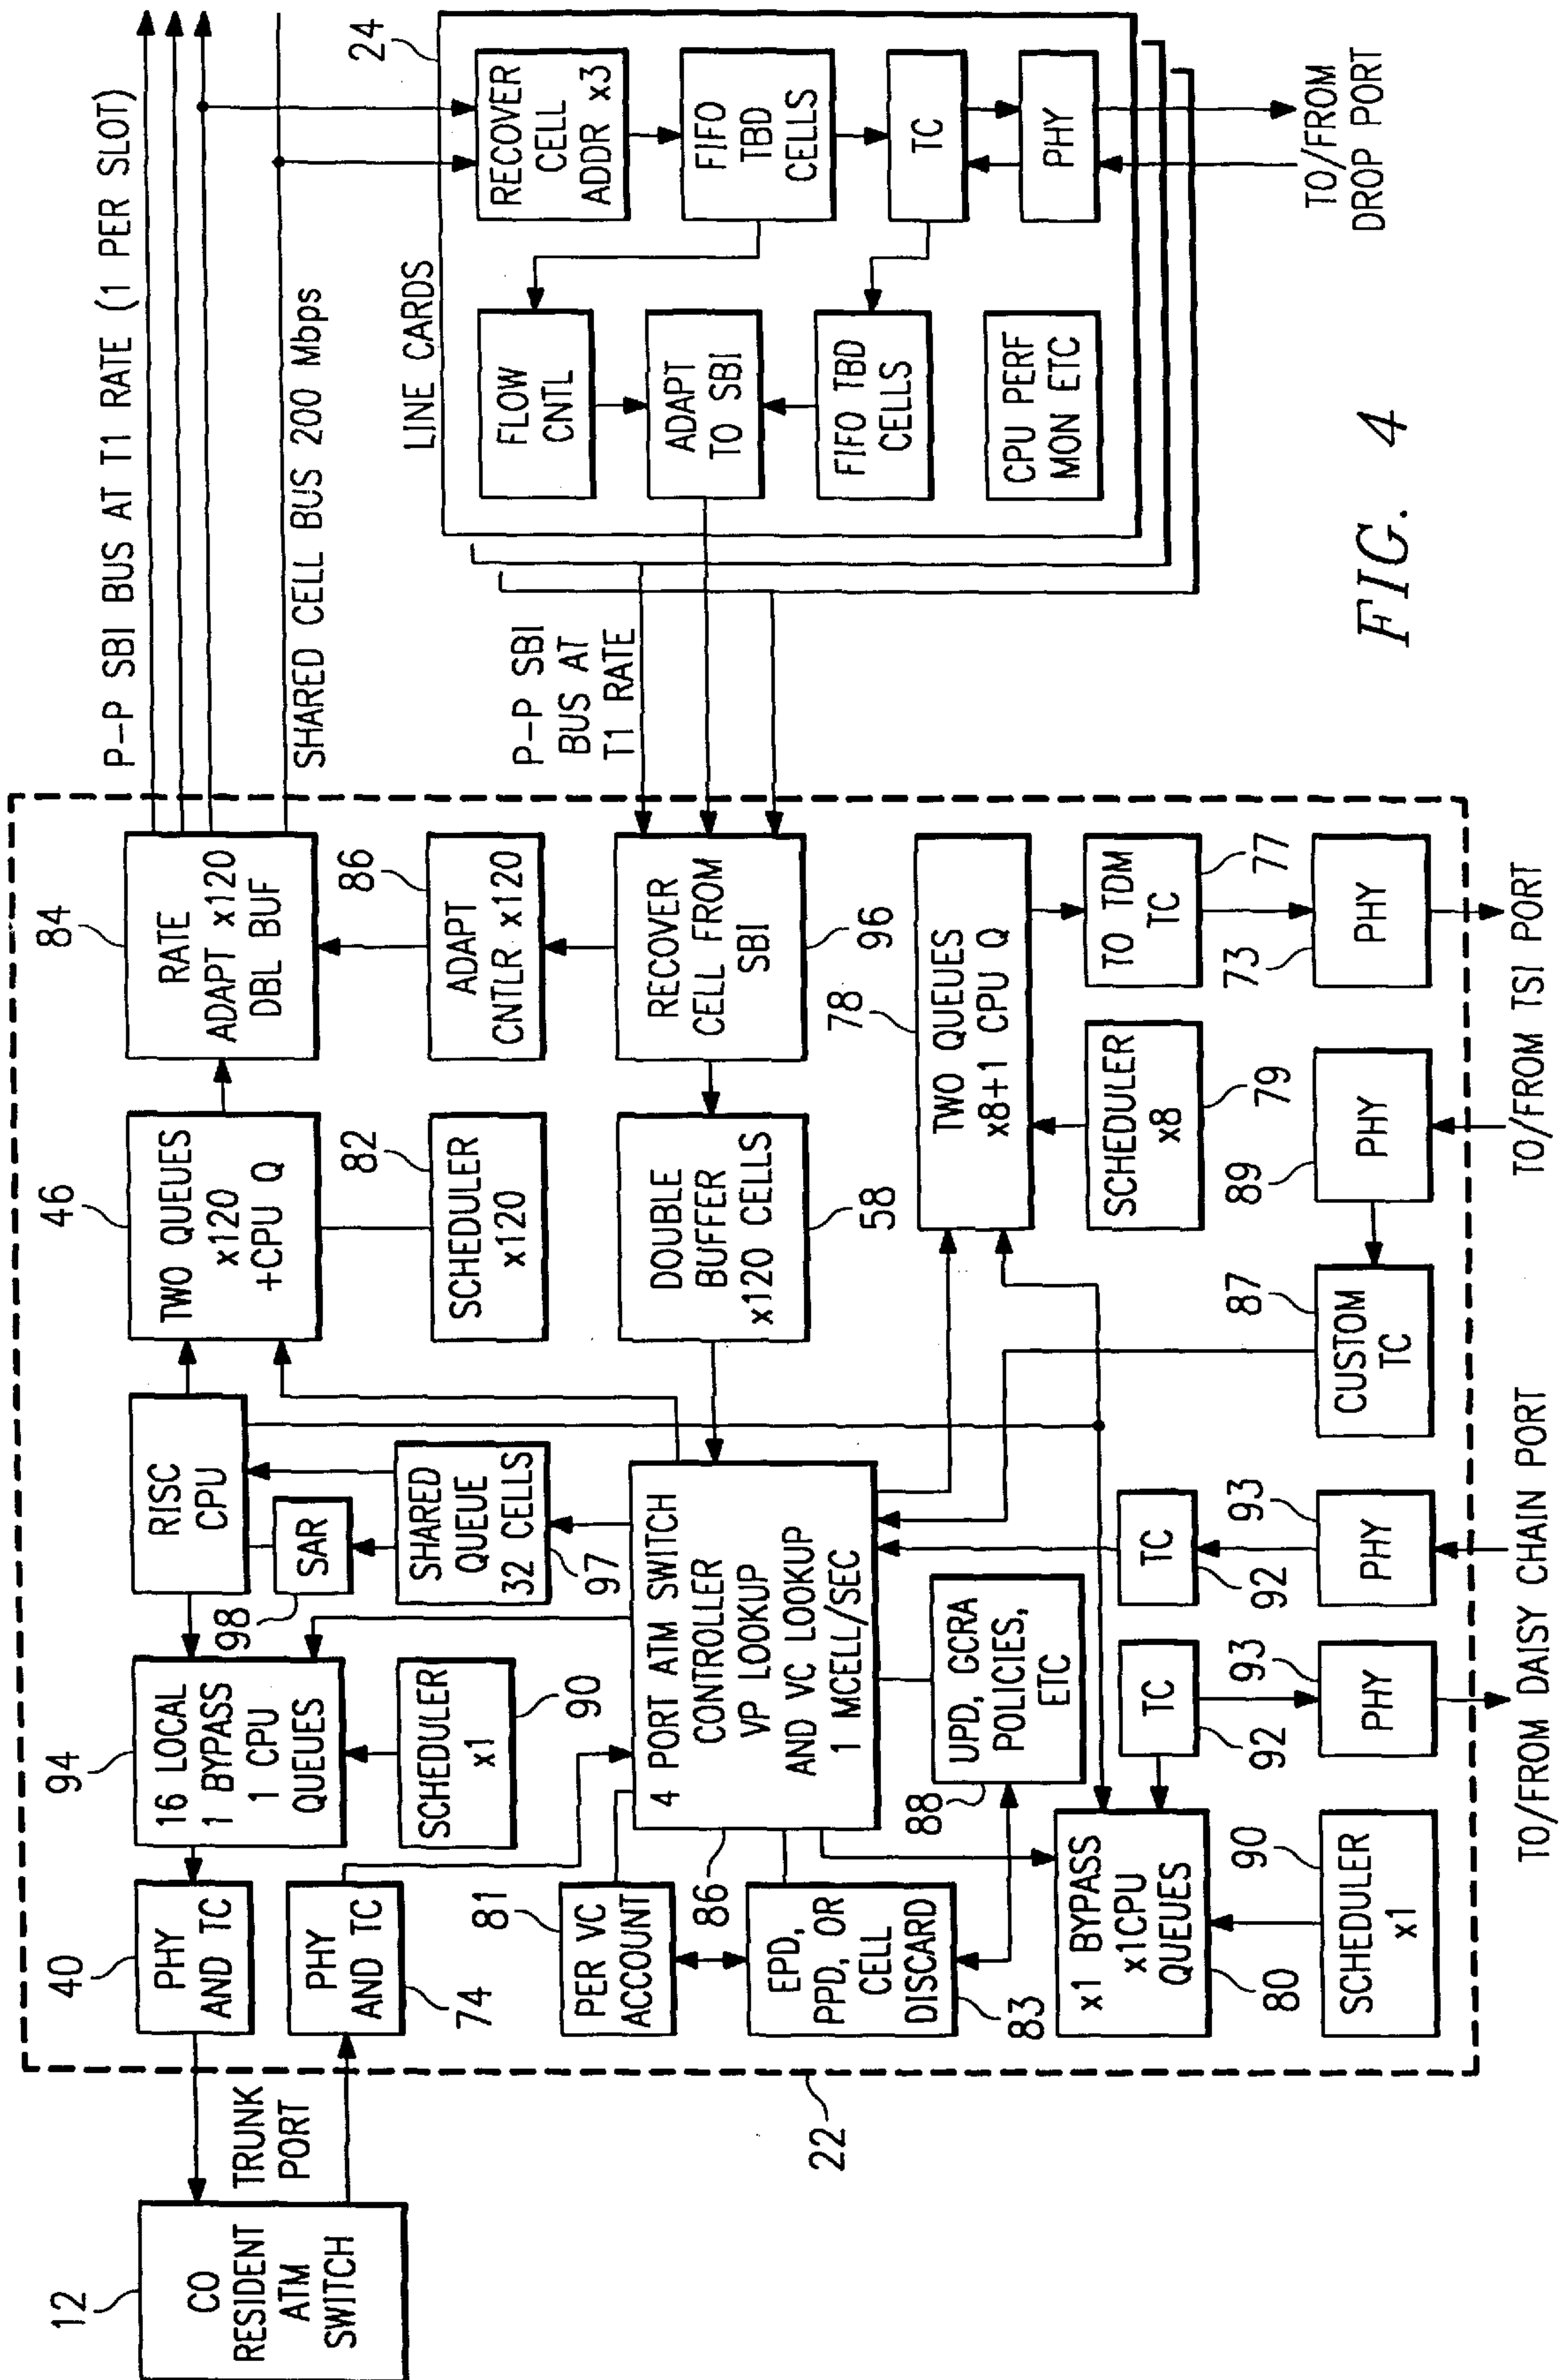 12
CO
RESIDENT
ATM
SWITCH
TRUNK
PORT
22
40
PHY
AND TC
PHY
AND TC
74
94
16 LOCAL
1 BYPASS
1 CPU
QUEUES
SCHEDULER
x1
90
RISC
CPU
SAR
98
SHARED
QUEUE
32 CELLS
97
46
TWO QUEUES
x120
+CPU Q
82
SCHEDULER
x120
84
RATE
ADAPT x120
DBL BUF
86
ADAPT
CNTLR x120
RECOVER
CELL FROM
SBI
96
DOUBLE
BUFFER
x120 CELLS
58
81
PER VC
ACCOUNT
EPD,
PPD, OR
CELL
DISCARD
83
86
4 PORT ATM SWITCH
CONTROLLER
VP LOOKUP
AND VC LOOKUP
1 MCELL/SEC
UPD, GCRA
POLICIES,
ETC
88
x1 BYPASS
x1CPU
QUEUES
80
SCHEDULER
x1
90
TC
92
PHY
93
TC
92
PHY
93
TO/FROM DAISY CHAIN PORT
78
TWO QUEUES
x8+1 CPU Q
SCHEDULER
x8
79
TO TDM
TC
77
73
PHY
89
PHY
87
CUSTOM
TC
TO/FROM TSI PORT
P-P SBI BUS AT T1 RATE (1 PER SLOT)
SHARED CELL BUS 200 Mbps
P-P SBI
BUS AT
T1 RATE
LINE CARDS
24
RECOVER
CELL
ADDR x3
FIFO
TBD
CELLS
TC
PHY
FLOW
CNTL
ADAPT
TO SBI
FIFO TBD
CELLS
CPU PERF
MON ETC
TO/FROM
DROP PORT
FIG. 4